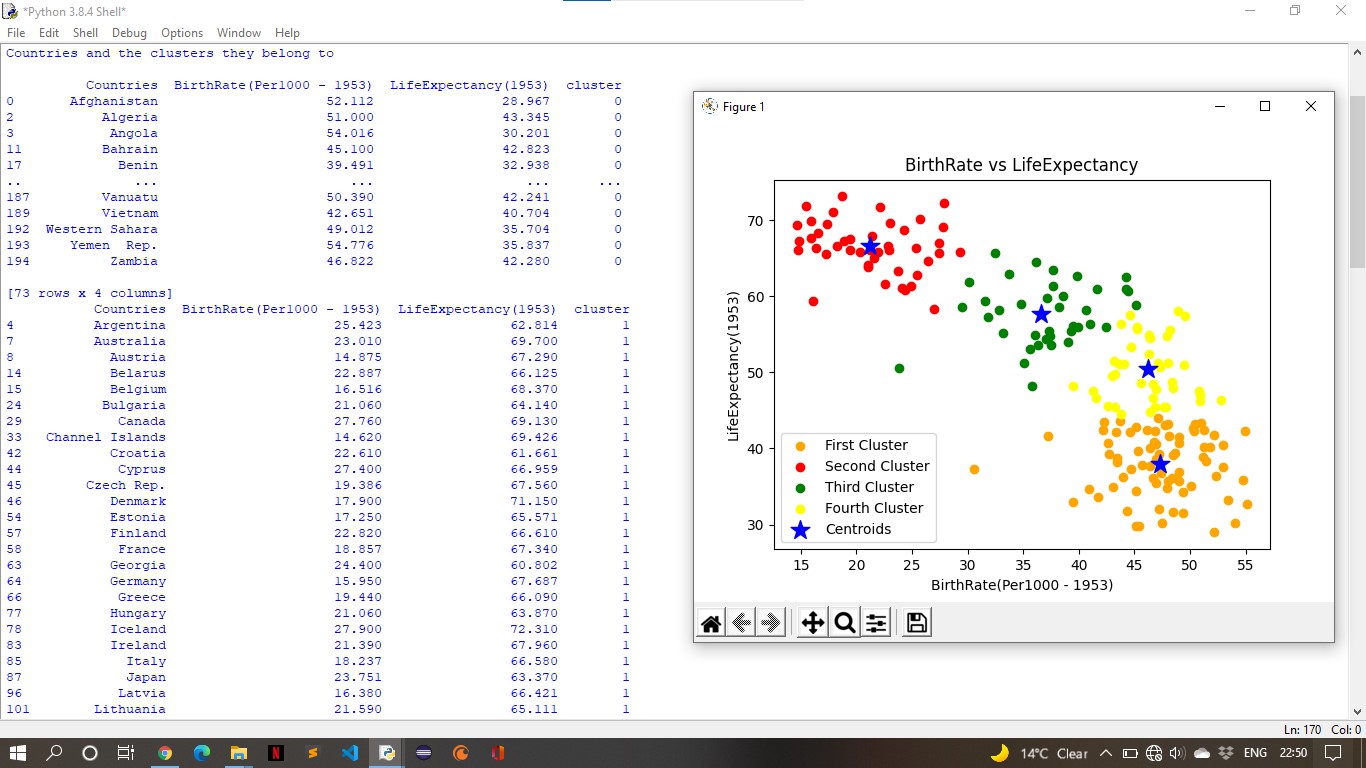 *Python 3.8.4 Shell*
File Edit Shell Debug Options Window Help
Countries and the clusters they belong to
Countries BirthRate(Per1000 - 1953) LifeExpectancy(1953) cluster
0 Afghanistan 52.112 28.967 0
2 Algeria 51.000 43.345 0
3 Angola 54.016 30.201 0
11 Bahrain 45.100 42.823 0
17 Benin 39.491 32.938 0
.. ... ... ... ...
187 Vanuatu 50.390 42.241 0
189 Vietnam 42.651 40.704 0
192 Western Sahara 49.012 35.704 0
193 Yemen Rep. 54.776 35.837 0
194 Zambia 46.822 42.280 0
[73 rows x 4 columns]
Countries BirthRate(Per1000 - 1953) LifeExpectancy(1953) cluster
4 Argentina 25.423 62.814 1
7 Australia 23.010 69.700 1
8 Austria 14.875 67.290 1
14 Belarus 22.887 66.125 1
15 Belgium 16.516 68.370 1
24 Bulgaria 21.060 64.140 1
29 Canada 27.760 69.130 1
33 Channel Islands 14.620 69.426 1
42 Croatia 22.610 61.661 1
44 Cyprus 27.400 66.959 1
45 Czech Rep. 19.386 67.560 1
46 Denmark 17.900 71.150 1
54 Estonia 17.250 65.571 1
57 Finland 22.820 66.610 1
58 France 18.857 67.340 1
63 Georgia 24.400 60.802 1
64 Germany 15.950 67.687 1
66 Greece 19.440 66.090 1
77 Hungary 21.060 63.870 1
78 Iceland 27.900 72.310 1
83 Ireland 21.390 67.960 1
85 Italy 18.237 66.580 1
87 Japan 23.751 63.370 1
96 Latvia 16.380 66.421 1
101 Lithuania 21.590 65.111 1
Figure 1
BirthRate vs LifeExpectancy
LifeExpectancy(1953)
70
60
50
40
30
First Cluster
Second Cluster
Third Cluster
Fourth Cluster
Centroids
15 20 25 30 35 40 45 50 55
BirthRate(Per1000 - 1953)
Ln: 170 Col: 0
14°C Clear ENG 22:50